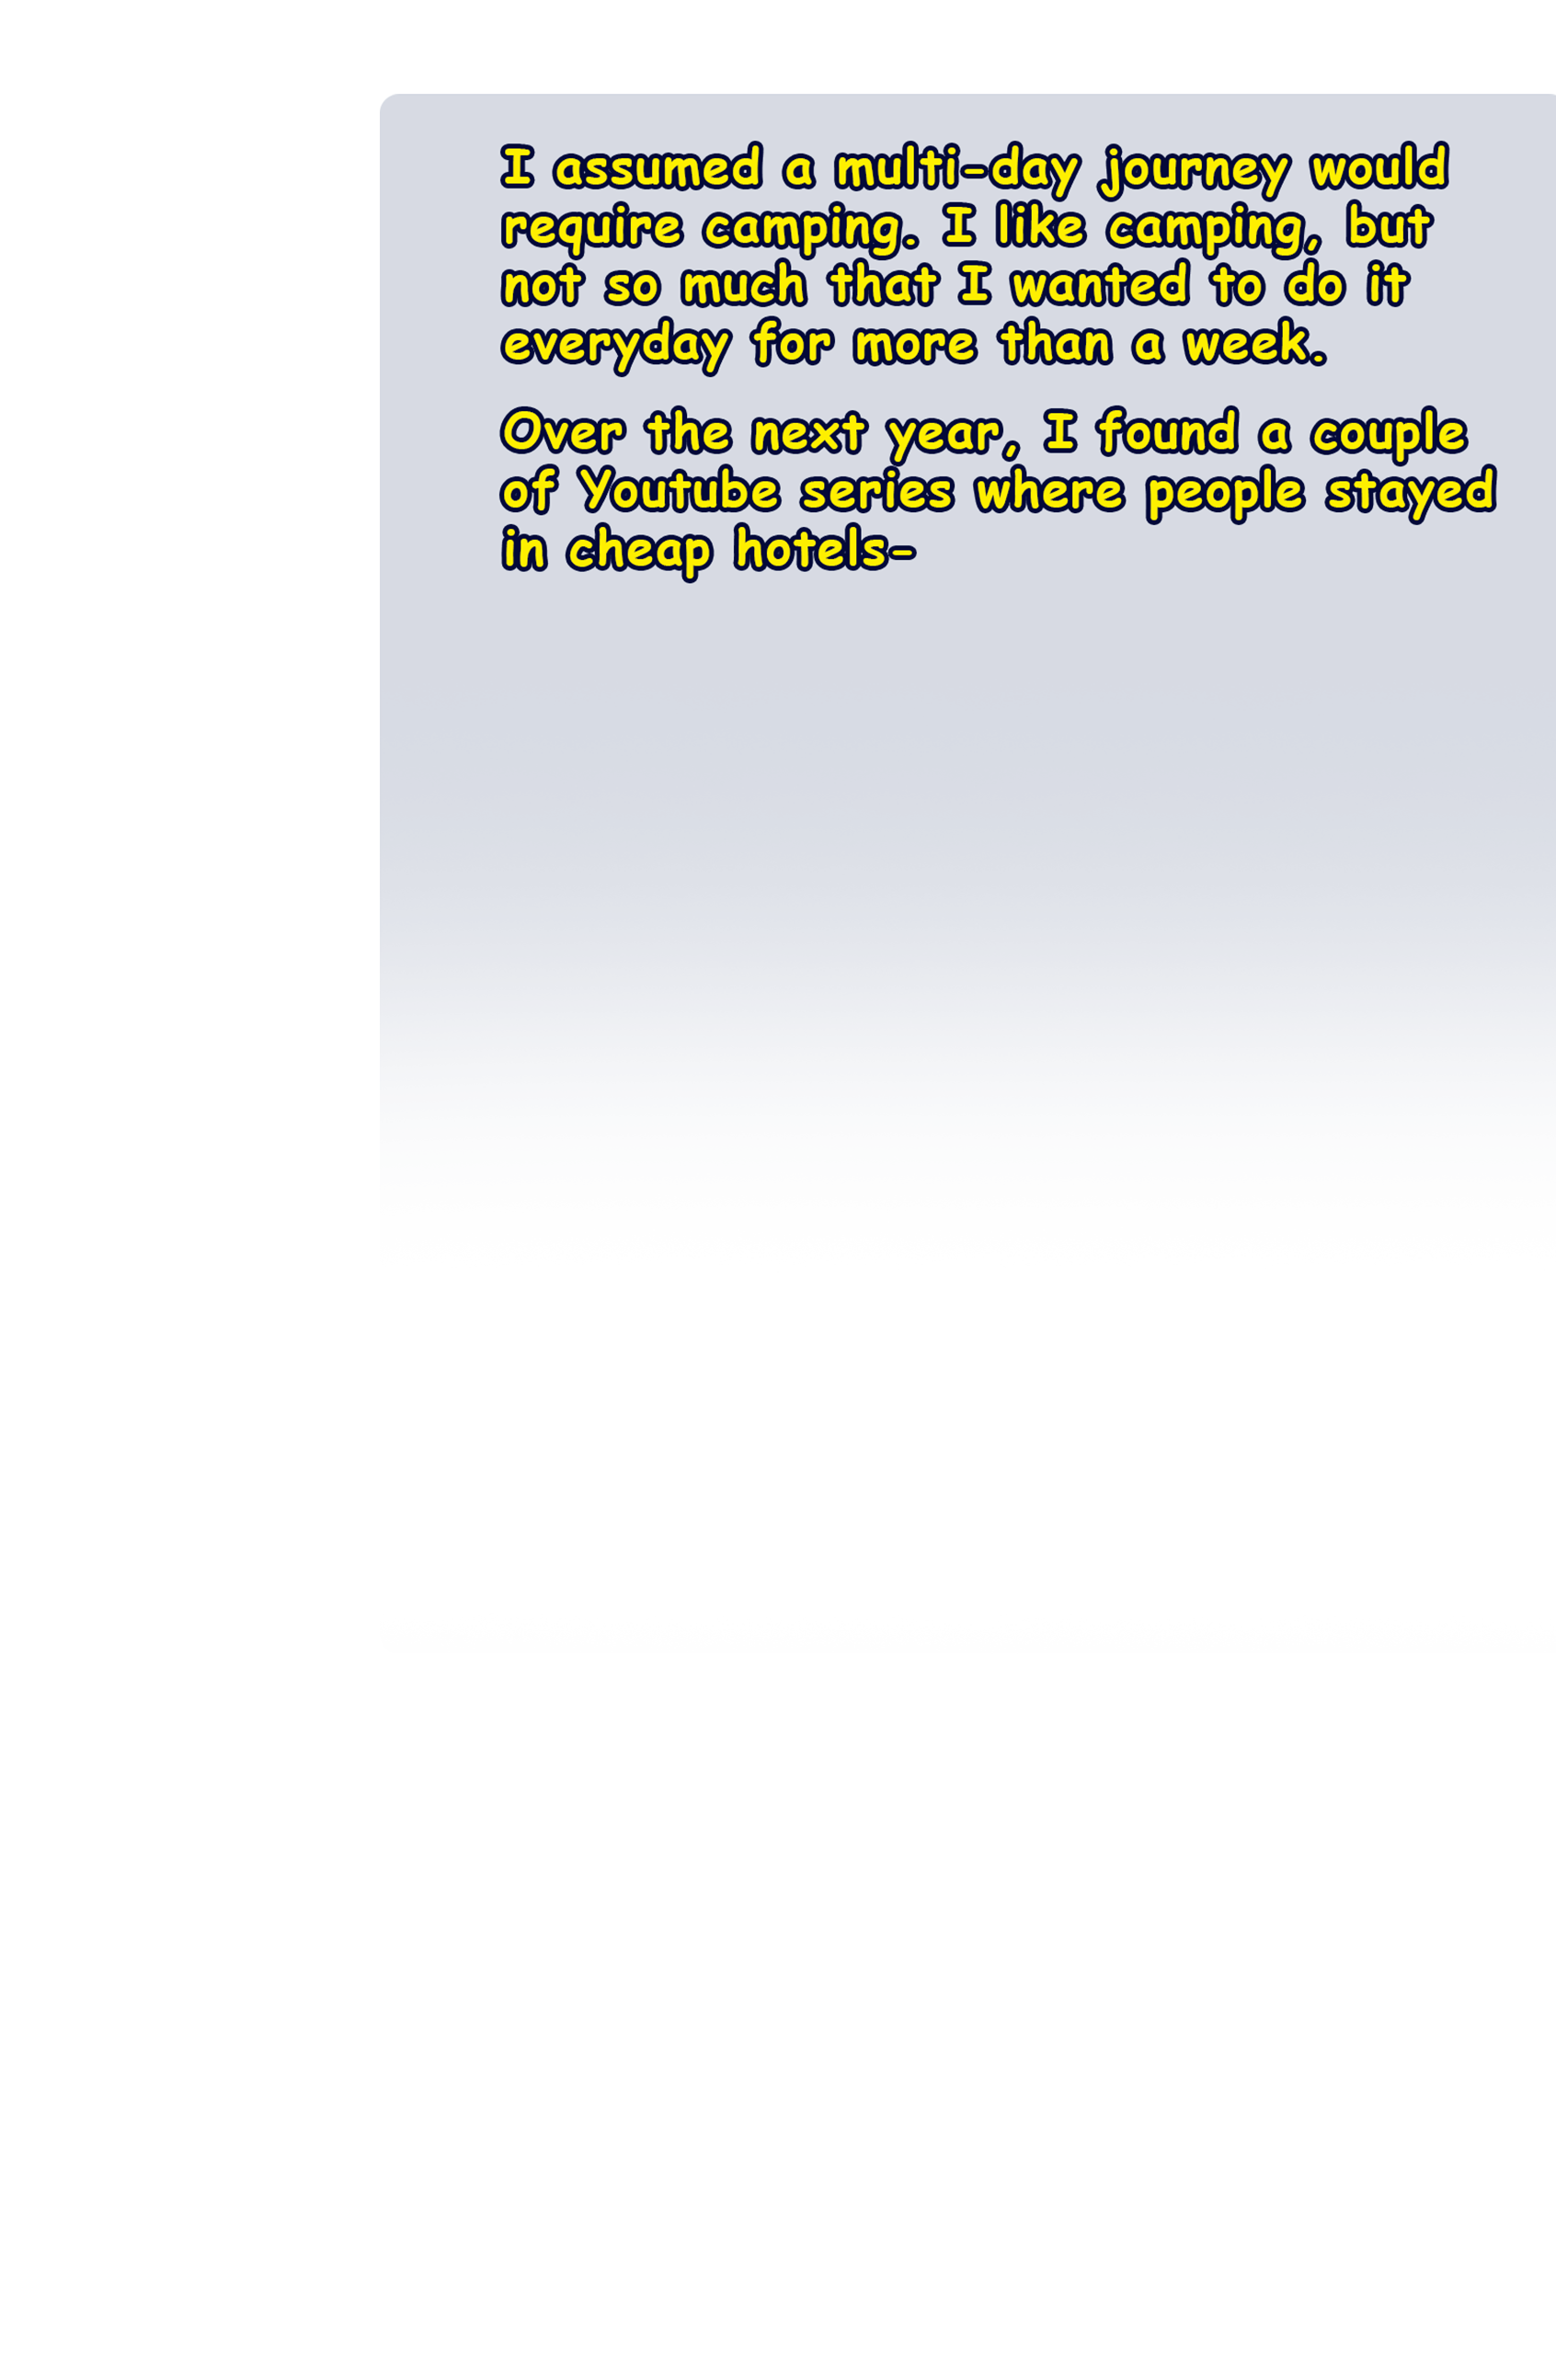 I assumed a multi-day journey would
require camping. I like camping, but
not so much that I wanted to do it
everyday for more than a week.
Over the next year, I found a couple
of Youtube series where people stayed
in cheap hotels-